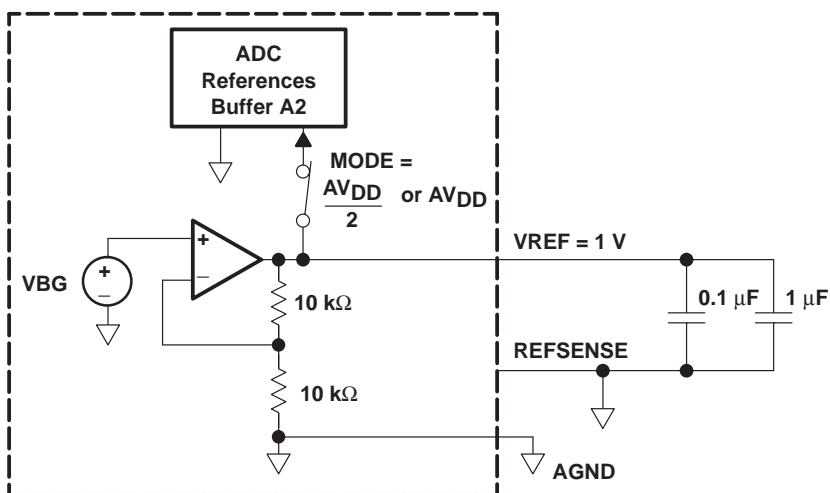 ADC
References
Buffer A2
MODE =
AVDD
2
or AVDD
VREF = 1 V
+
−
VBG
+
−
10 kΩ
0.1 µF
1 µF
REFSENSE
10 kΩ
AGND